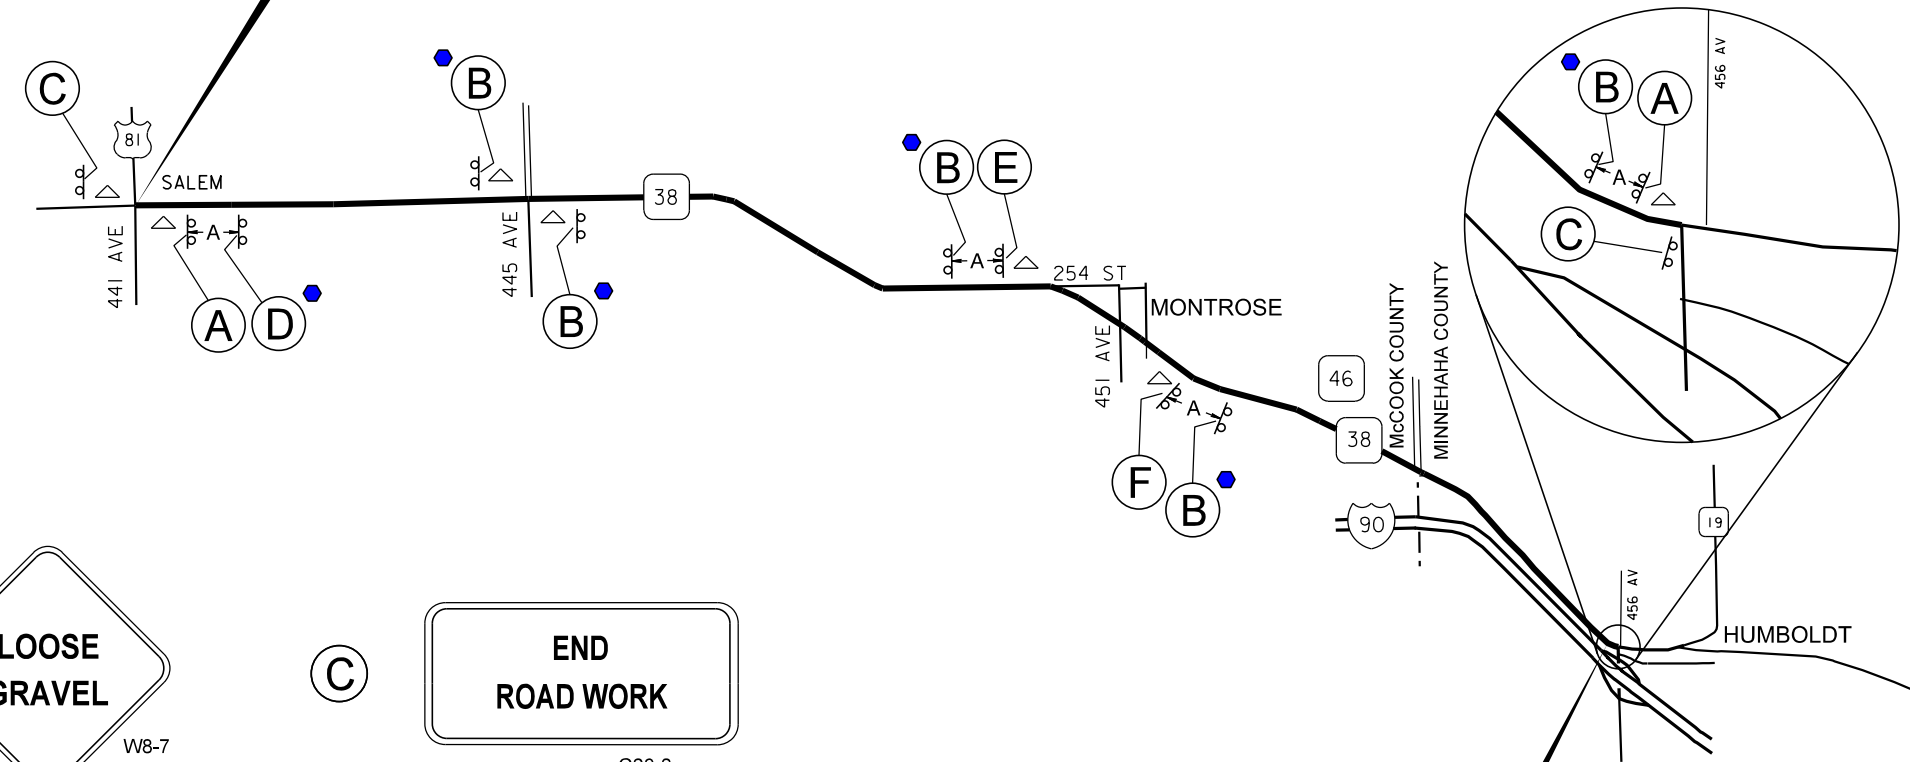 C
81
SALEM
441 AVE
A
A
D
B
445 AVE
B
38
B
E
A
254 ST
MONTROSE
451 AVE
A
F
B
46
38
McCOOK COUNTY
MINNEHAHA COUNTY
90
B
A
A
C
456 AV
19
456 AV
HUMBOLDT
LOOSE
GRAVEL
W8-7
C
END
ROAD WORK